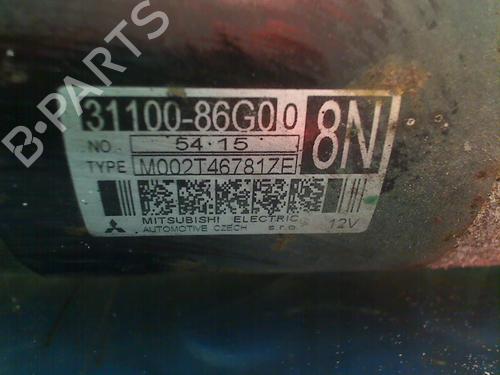 B-PARTS
31100-86G00
8N
NO. 54·15
TYPE M002T46781ZE
MITSUBISHI ELECTRIC
AUTOMOTIVE CZECH s.r.o. 12V